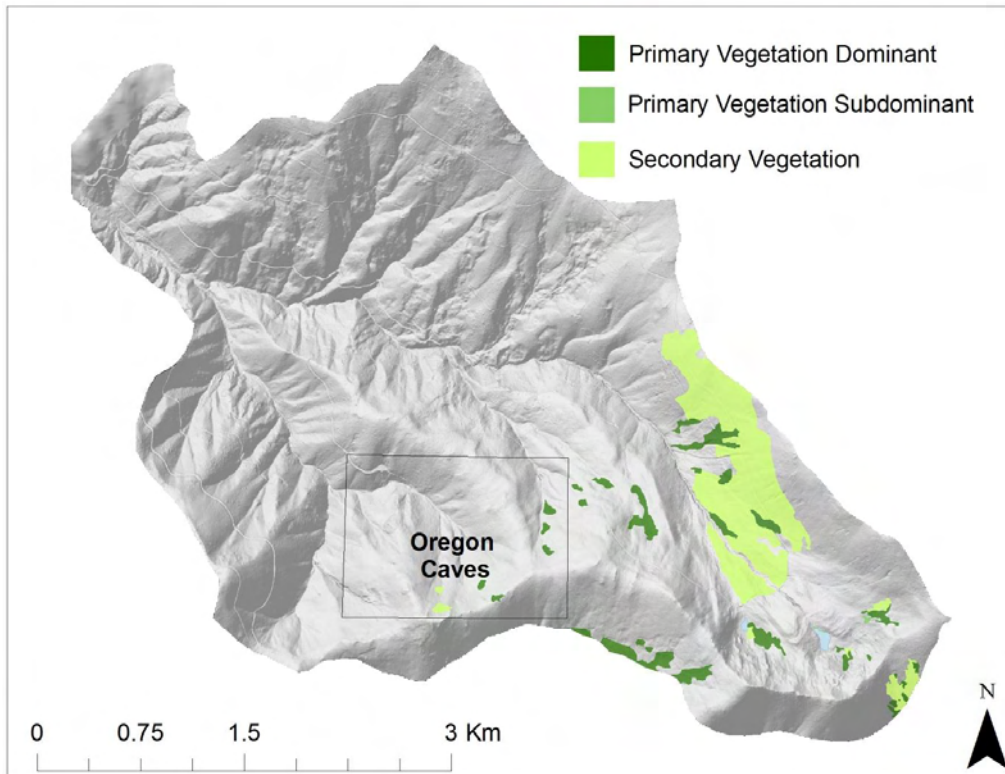 Primary Vegetation Dominant
Primary Vegetation Subdominant
Secondary Vegetation
Oregon
Caves
N
0 0.75 1.5 3 Km